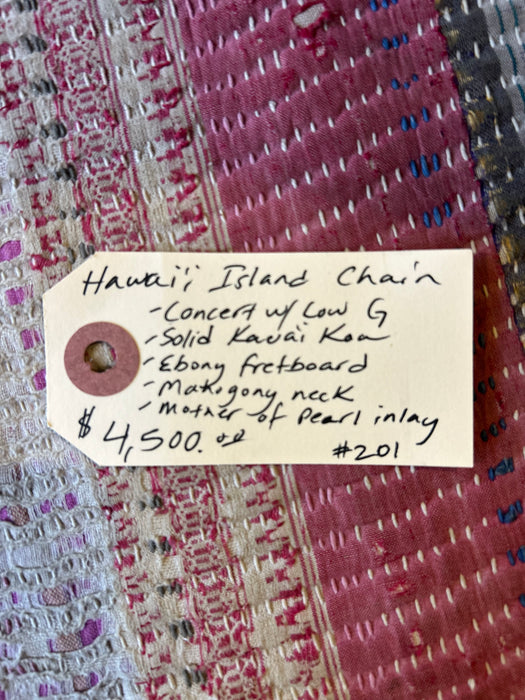 Hawai'i Island Chain
- Concert w/ Low G
- Solid Kauai Koa
- Ebony fretboard
- Mahogony neck
- Mother of Pearl inlay
$4,500.00
#201